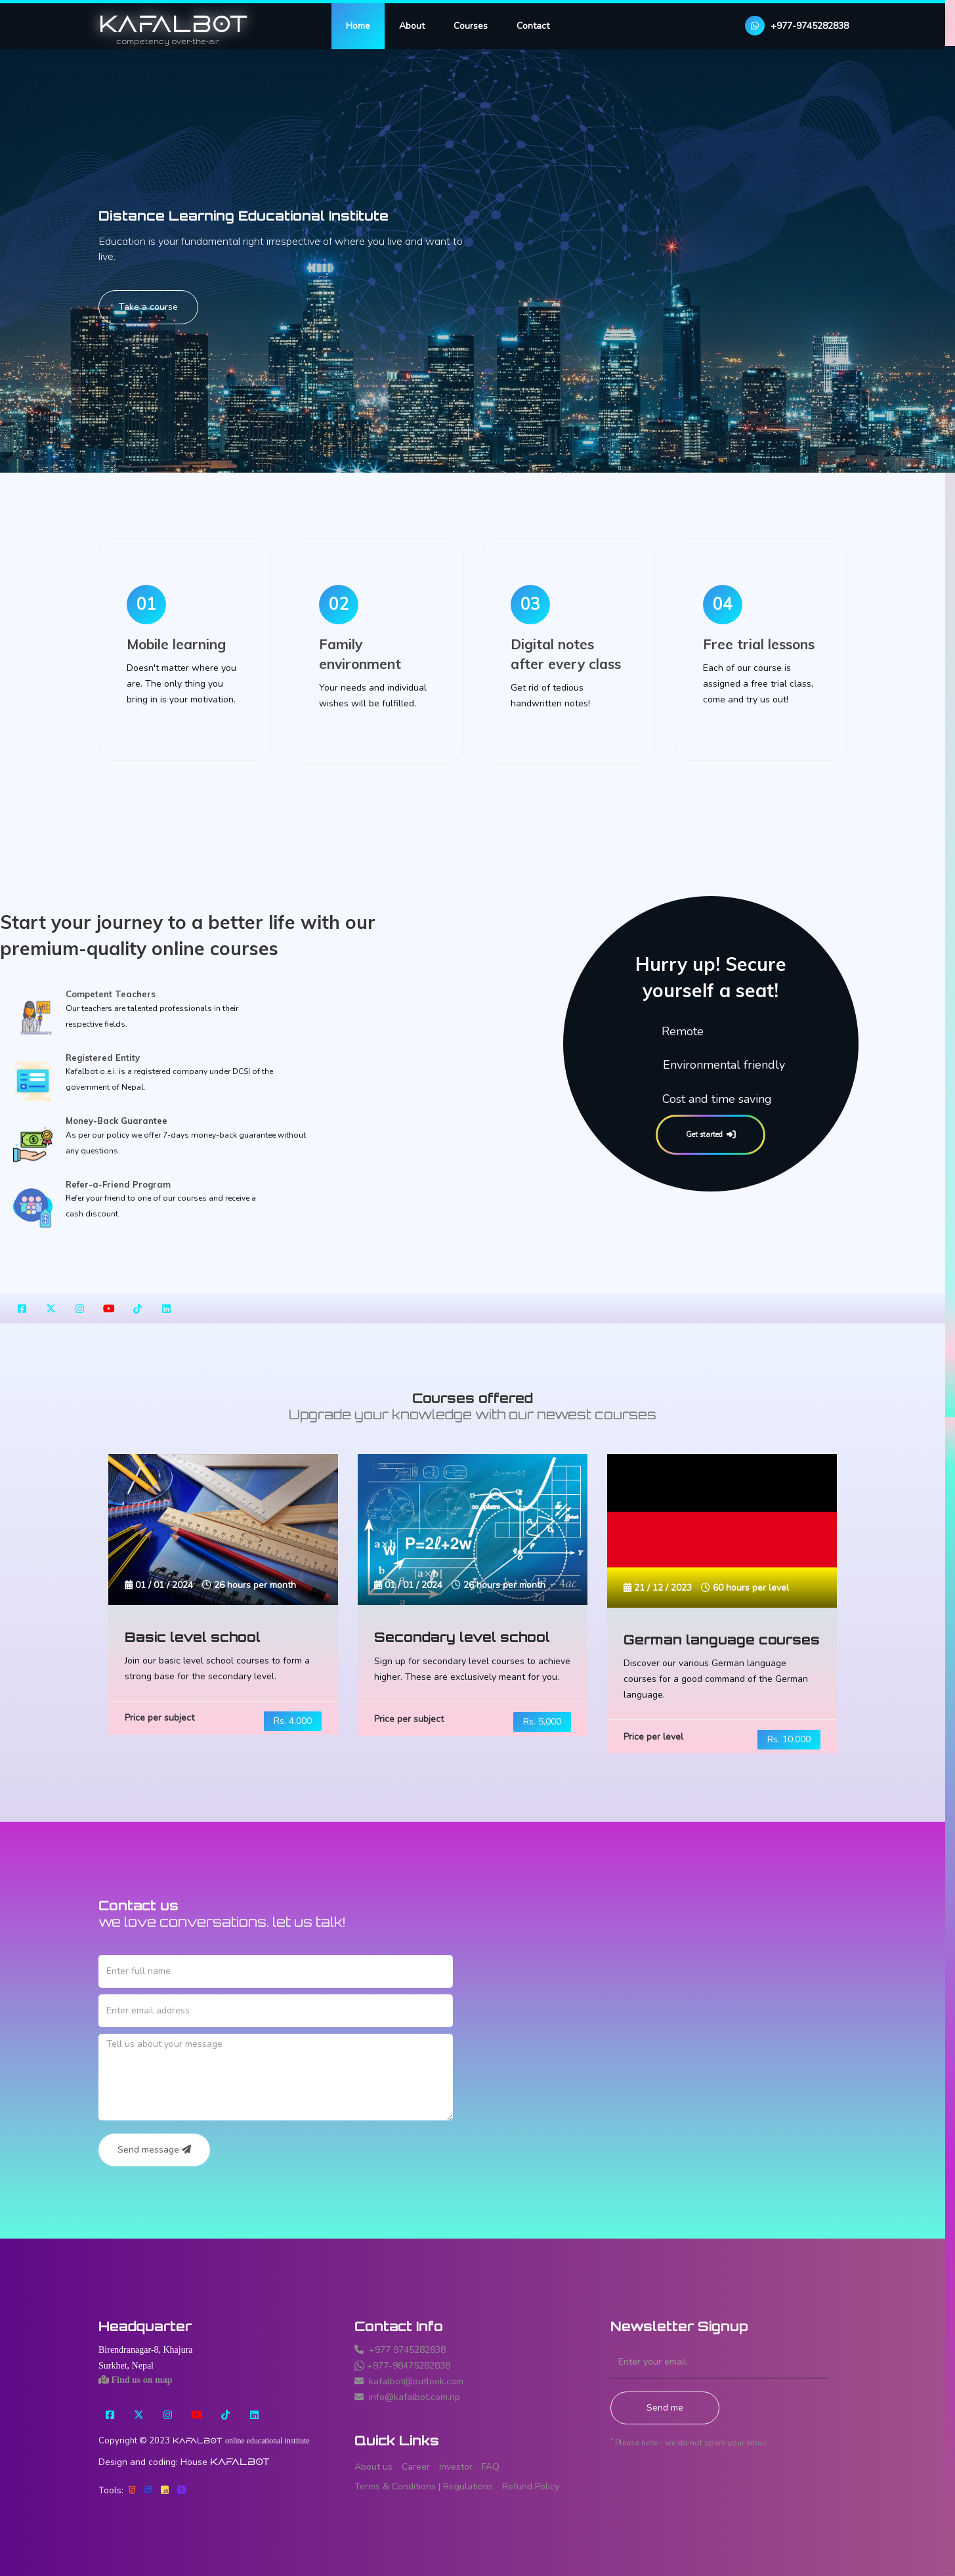 KAFALBOT
competency over-the-air
Home
About
Courses
Contact
+977-9745282838
Distance Learning Educational Institute
Education is your fundamental right irrespective of where you live and want to
live.
Take a course
01
Mobile learning
Doesn't matter where you
are. The only thing you
bring in is your motivation.
02
Family
environment
Your needs and individual
wishes will be fulfilled.
03
Digital notes
after every class
Get rid of tedious
handwritten notes!
04
Free trial lessons
Each of our course is
assigned a free trial class,
come and try us out!
Start your journey to a better life with our
premium-quality online courses
Competent Teachers
Our teachers are talented professionals in their
respective fields.
Registered Entity
Kafalbot o.e.i. is a registered company under DCSI of the
government of Nepal.
Money-Back Guarantee
As per our policy we offer 7-days money-back guarantee without
any questions.
Refer-a-Friend Program
Refer your friend to one of our courses and receive a
cash discount.
Hurry up! Secure
yourself a seat!
Remote
Environmental friendly
Cost and time saving
Get started
Courses offered
Upgrade your knowledge with our newest courses
P=2ℓ+2w
01 / 01 / 2024 26 hours per month
Basic level school
Join our basic level school courses to form a
strong base for the secondary level.
Price per subject
Rs. 4,000
01 / 01 / 2024 26 hours per month
Secondary level school
Sign up for secondary level courses to achieve
higher. These are exclusively meant for you.
Price per subject
Rs. 5,000
21 / 12 / 2023 60 hours per level
German language courses
Discover our various German language
courses for a good command of the German
language.
Price per level
Rs. 10,000
Contact us
we love conversations. let us talk!
Enter full name
Enter email address
Tell us about your message
Send message
Headquarter
Birendranagar-8, Khajura
Surkhet, Nepal
Find us on map
Copyright © 2023 KAFALBOT online educational institute
Design and coding: House KAFALBOT
Tools:
Contact Info
+977 9745282838
+977-98475282838
kafalbot@outlook.com
info@kafalbot.com.np
Quick Links
About us Career Investor FAQ
Terms & Conditions | Regulations Refund Policy
Newsletter Signup
Enter your email
Send me
* Please note - we do not spam your email.